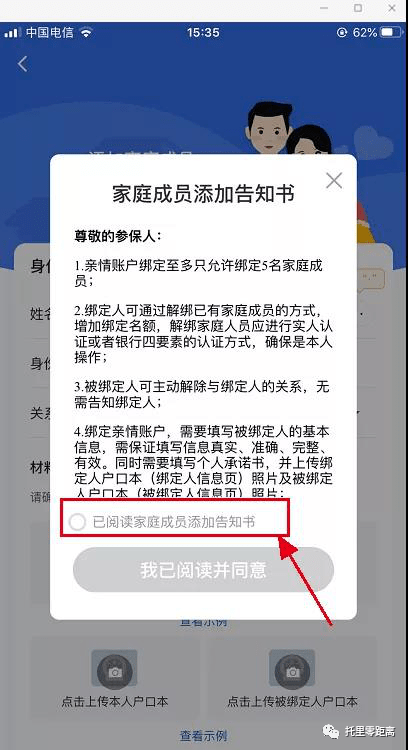 中国电信
15:35
62%
家庭成员添加告知书
尊敬的参保人：
1.亲情账户绑定至多只允许绑定5名家庭成
员；
2.绑定人可通过解绑已有家庭成员的方式，
增加绑定名额，解绑家庭人员应进行实人认
证或者银行四要素的认证方式，确保是本人
操作；
3.被绑定人可主动解除与绑定人的关系，无
需告知绑定人；
4.绑定亲情账户，需要填写被绑定人的基本
信息，需保证填写信息真实、准确、完整、
有效。同时需要填写个人承诺书，并上传绑
定人户口本（绑定人信息页）照片及被绑定
人户口本（被绑定人信息页）照片；
已阅读家庭成员添加告知书
我已阅读并同意
身
姓
身
关
材
请
查看示例
点击上传本人户口本
点击上传被绑定人户口本
查看示例
托里零距离